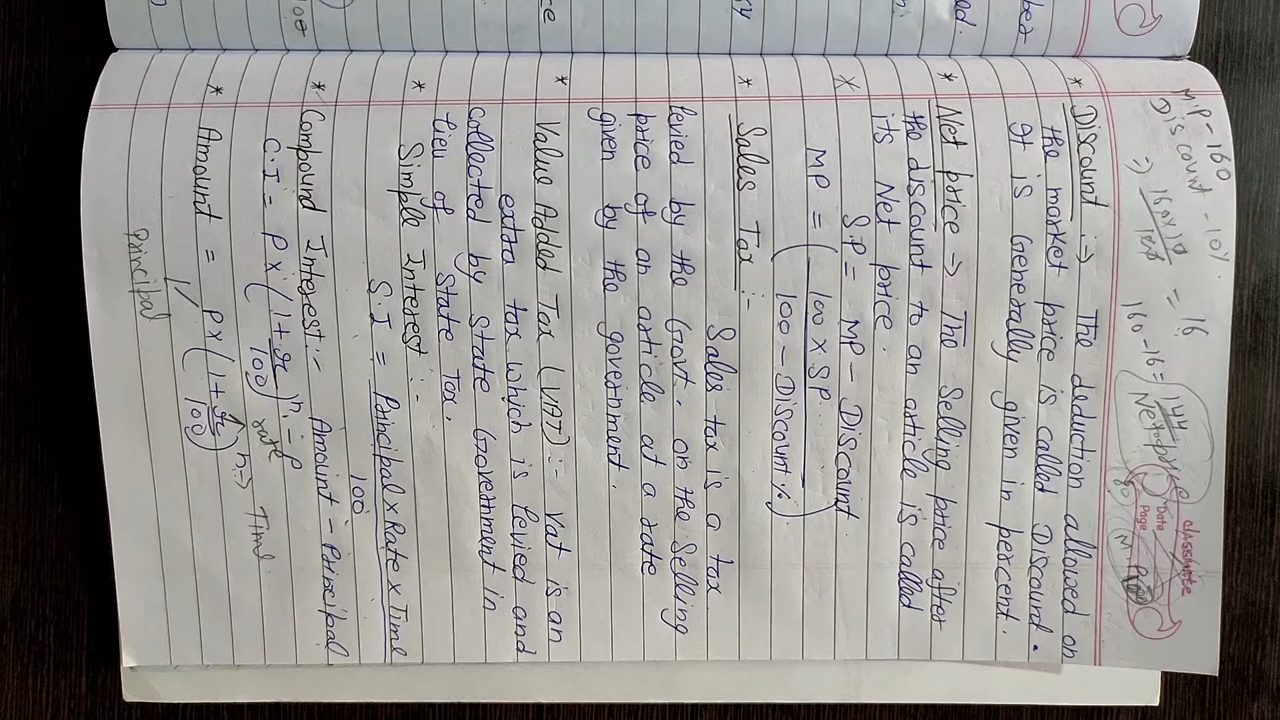 M.P - 160
Discount - 10%
=) 160x10 = 16
100
160-16=144
Net price
classmate
Date
Page
* Discount :-> The deduction allowed on
the market price is called Discound.
It is Generally given in percent.
* Net price -> The Selling price after
the discount to an article is called
its Net price.
* S.P = MP - Discount
MP = ( 100 x SP
100 - Discount % )
* Sales Tax :-
Sales tax is a tax
levied by the Govt. on the Selling
price of an article at a rate
given by the government.
* Value Added Tax (VAT) :- Vat is an
extra tax which is levied and
collected by State Government in
lieu of State Tax.
* Simple Interest :-
S.I = Principal x Rate x Time
100
* Compound Interest :- Amount - Principal
C.I = P x (1 + r/100)^n - P
rate
* Amount = P x (1 + r/100)^n -> Time
Principal